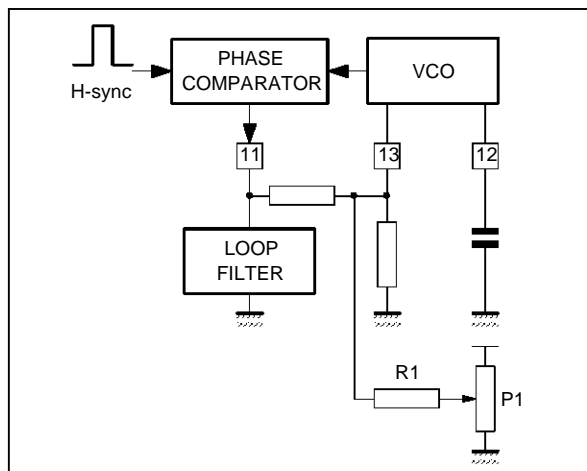 PHASE
COMPARATOR
VCO
H-sync
11
13
12
LOOP
FILTER
R1
P1